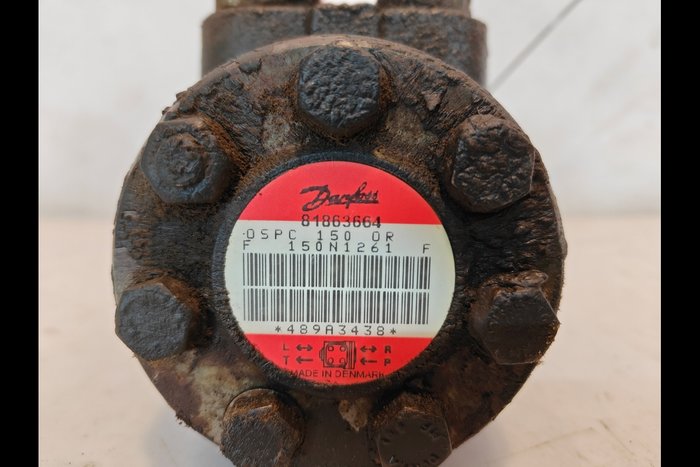 Danfoss
81863664
OSPC 150 OR
F 150N1261 F
*489A3438*
L ↔ ↔ R
T ← ← P
MADE IN DENMARK